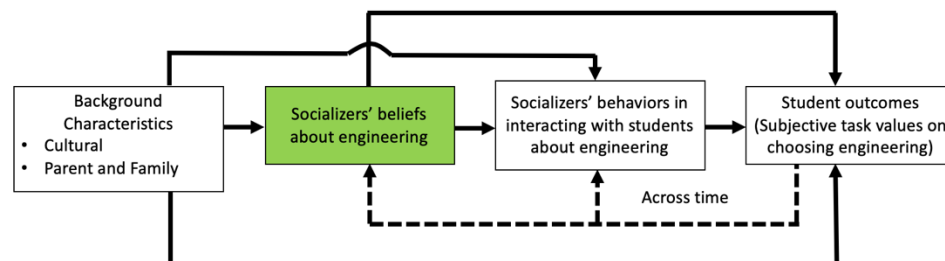 Background
Characteristics
• Cultural
• Parent and Family
Socializers’ beliefs
about engineering
Socializers’ behaviors in
interacting with students
about engineering
Student outcomes
(Subjective task values on
choosing engineering)
Across time